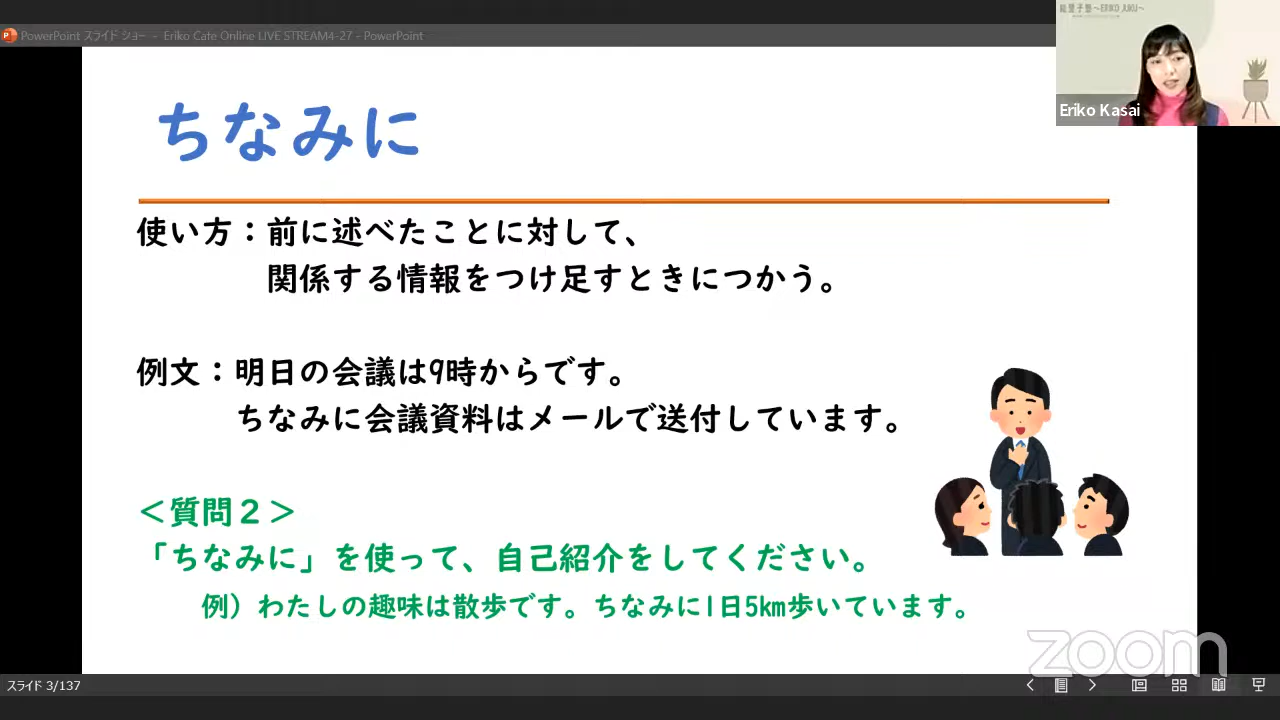 能里子塾〜ERIKO JUKU〜
PowerPoint スライド ショー - Eriko Cafe Online LIVE STREAM4-27 - PowerPoint
Eriko Kasai
ちなみに
使い方：前に述べたことに対して、
関係する情報をつけ足すときにつかう。
例文：明日の会議は9時からです。
ちなみに会議資料はメールで送付しています。
＜質問２＞
「ちなみに」を使って、自己紹介をしてください。
例）わたしの趣味は散歩です。ちなみに1日5km歩いています。
zoom
スライド 3/137